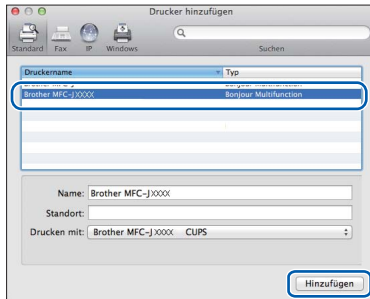 Drucker hinzufügen
Standard Fax IP Windows Suchen
Druckername Typ
Brother MFC-JXXXX Bonjour Multifunction
Name: Brother MFC-JXXXX
Standort:
Drucken mit: Brother MFC-JXXXX CUPS
Hinzufügen